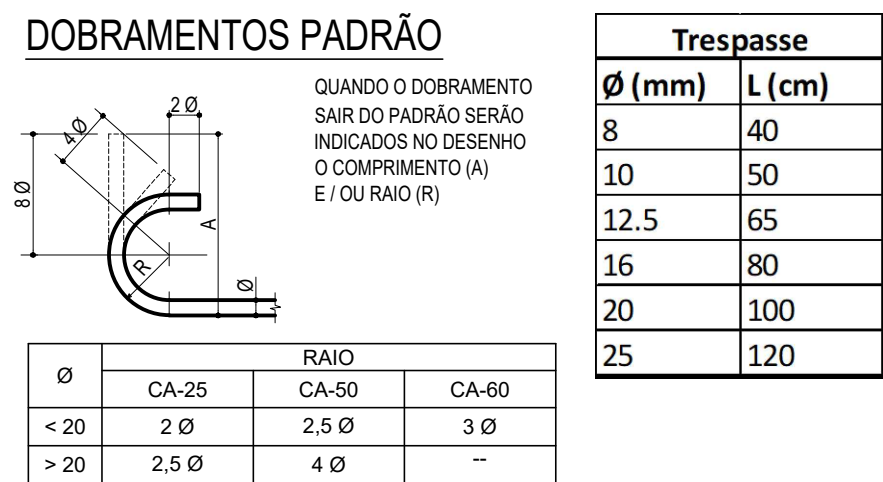 DOBRAMENTOS PADRÃO
QUANDO O DOBRAMENTO
SAIR DO PADRÃO SERÃO
INDICADOS NO DESENHO
O COMPRIMENTO (A)
E / OU RAIO (R)
2 Ø
4 Ø
8 Ø
A
R
Ø
Ø RAIO
CA-25 CA-50 CA-60
< 20 2 Ø 2,5 Ø 3 Ø
> 20 2,5 Ø 4 Ø --
Trespasse
Ø (mm) L (cm)
8 40
10 50
12.5 65
16 80
20 100
25 120